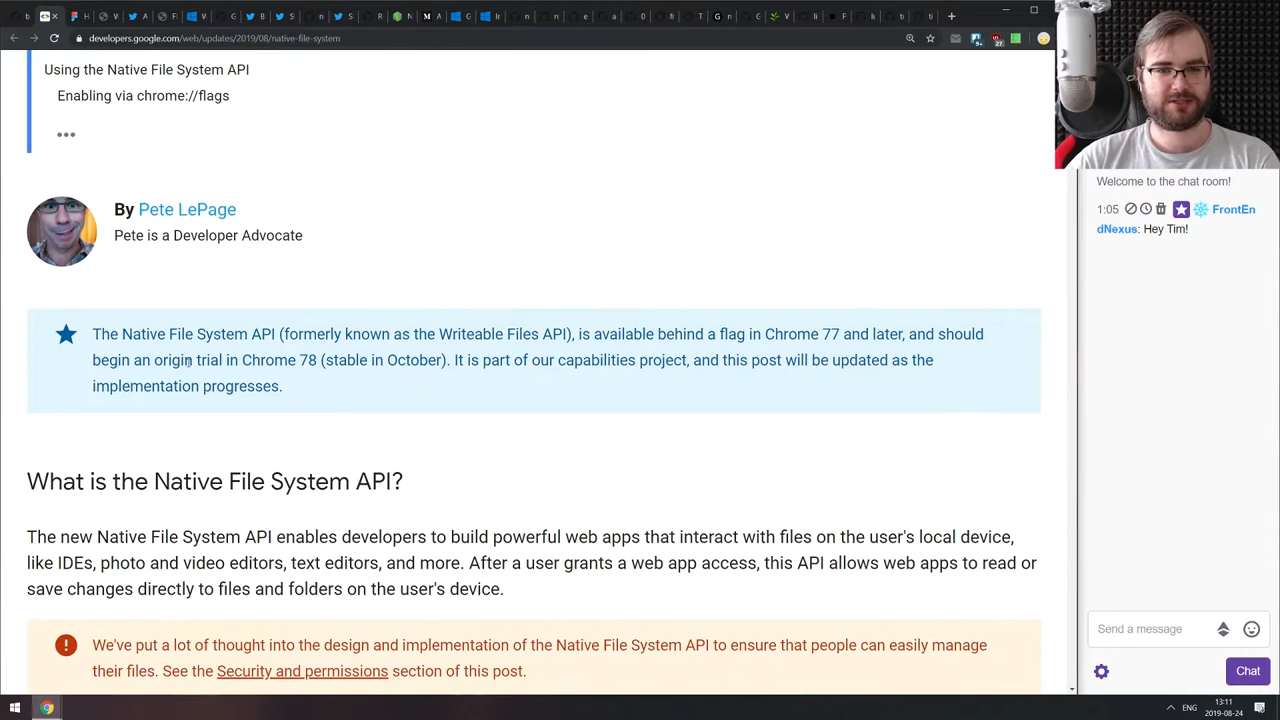 developers.google.com/web/updates/2019/08/native-file-system
Using the Native File System API
Enabling via chrome://flags
By Pete LePage
Pete is a Developer Advocate
The Native File System API (formerly known as the Writeable Files API), is available behind a flag in Chrome 77 and later, and should
begin an origin trial in Chrome 78 (stable in October). It is part of our capabilities project, and this post will be updated as the
implementation progresses.
What is the Native File System API?
The new Native File System API enables developers to build powerful web apps that interact with files on the user's local device,
like IDEs, photo and video editors, text editors, and more. After a user grants a web app access, this API allows web apps to read or
save changes directly to files and folders on the user's device.
We've put a lot of thought into the design and implementation of the Native File System API to ensure that people can easily manage
their files. See the Security and permissions section of this post.
Welcome to the chat room!
1:05 FrontEn
dNexus: Hey Tim!
Send a message
Chat
ENG
13:11
2019-08-24